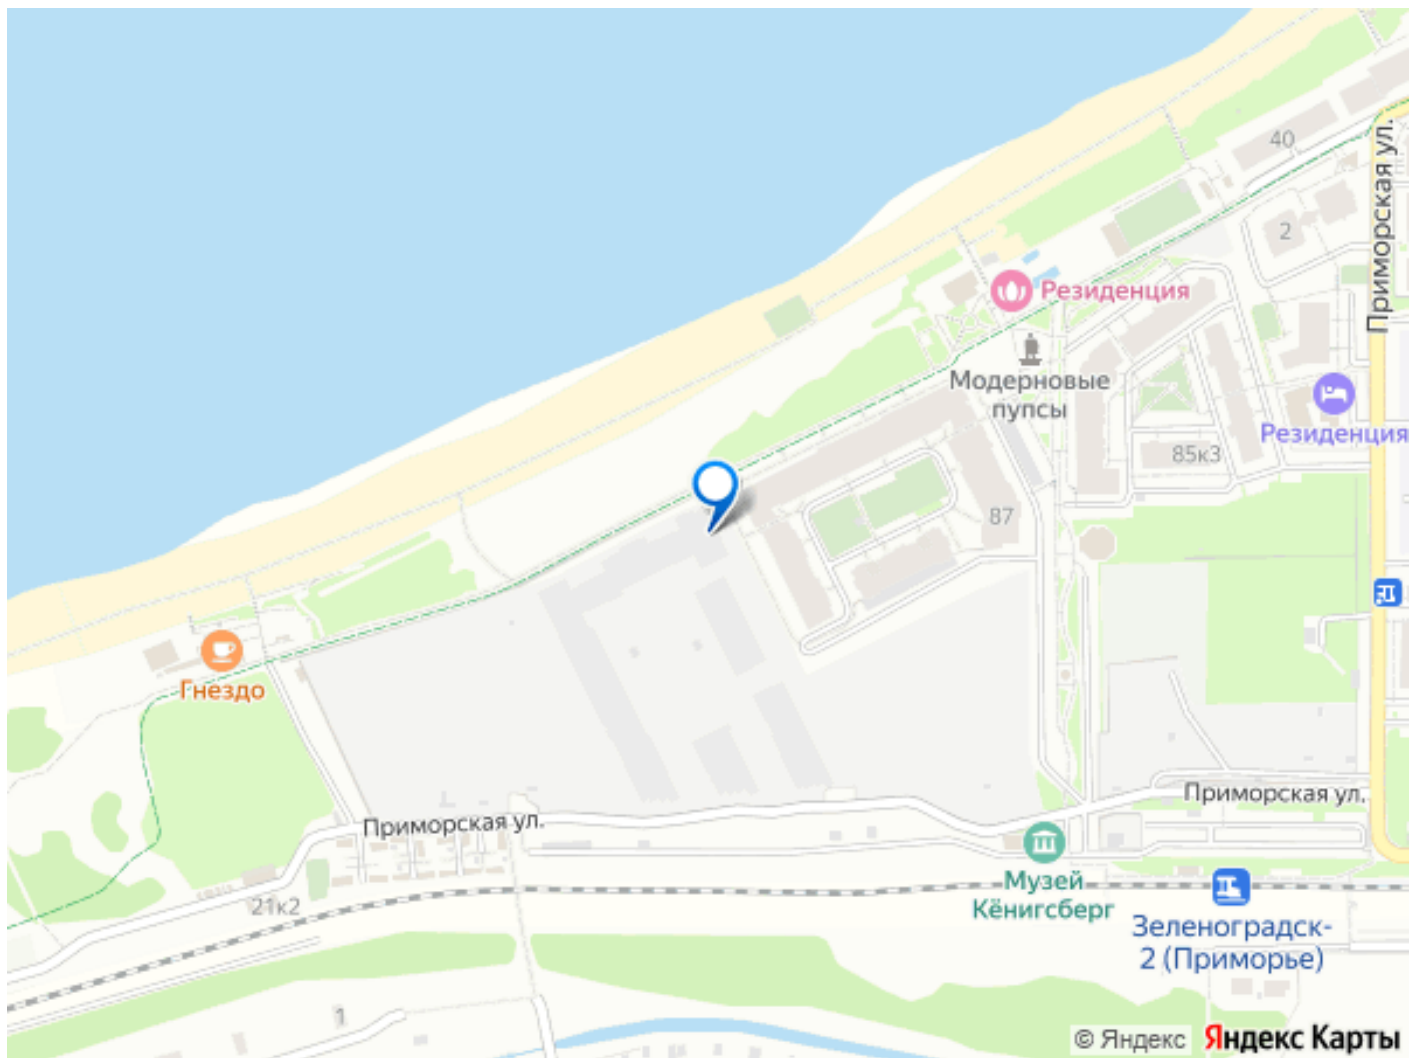 40
Приморская ул.
2
Резиденция
Модерновые
пупсы
Резиденция
85к3
87
Гнездо
Приморская ул.
Приморская ул.
Музей
Кёнигсберг
21к2
Зеленоградск-
2 (Приморье)
1
© Яндекс Яндекс Карты